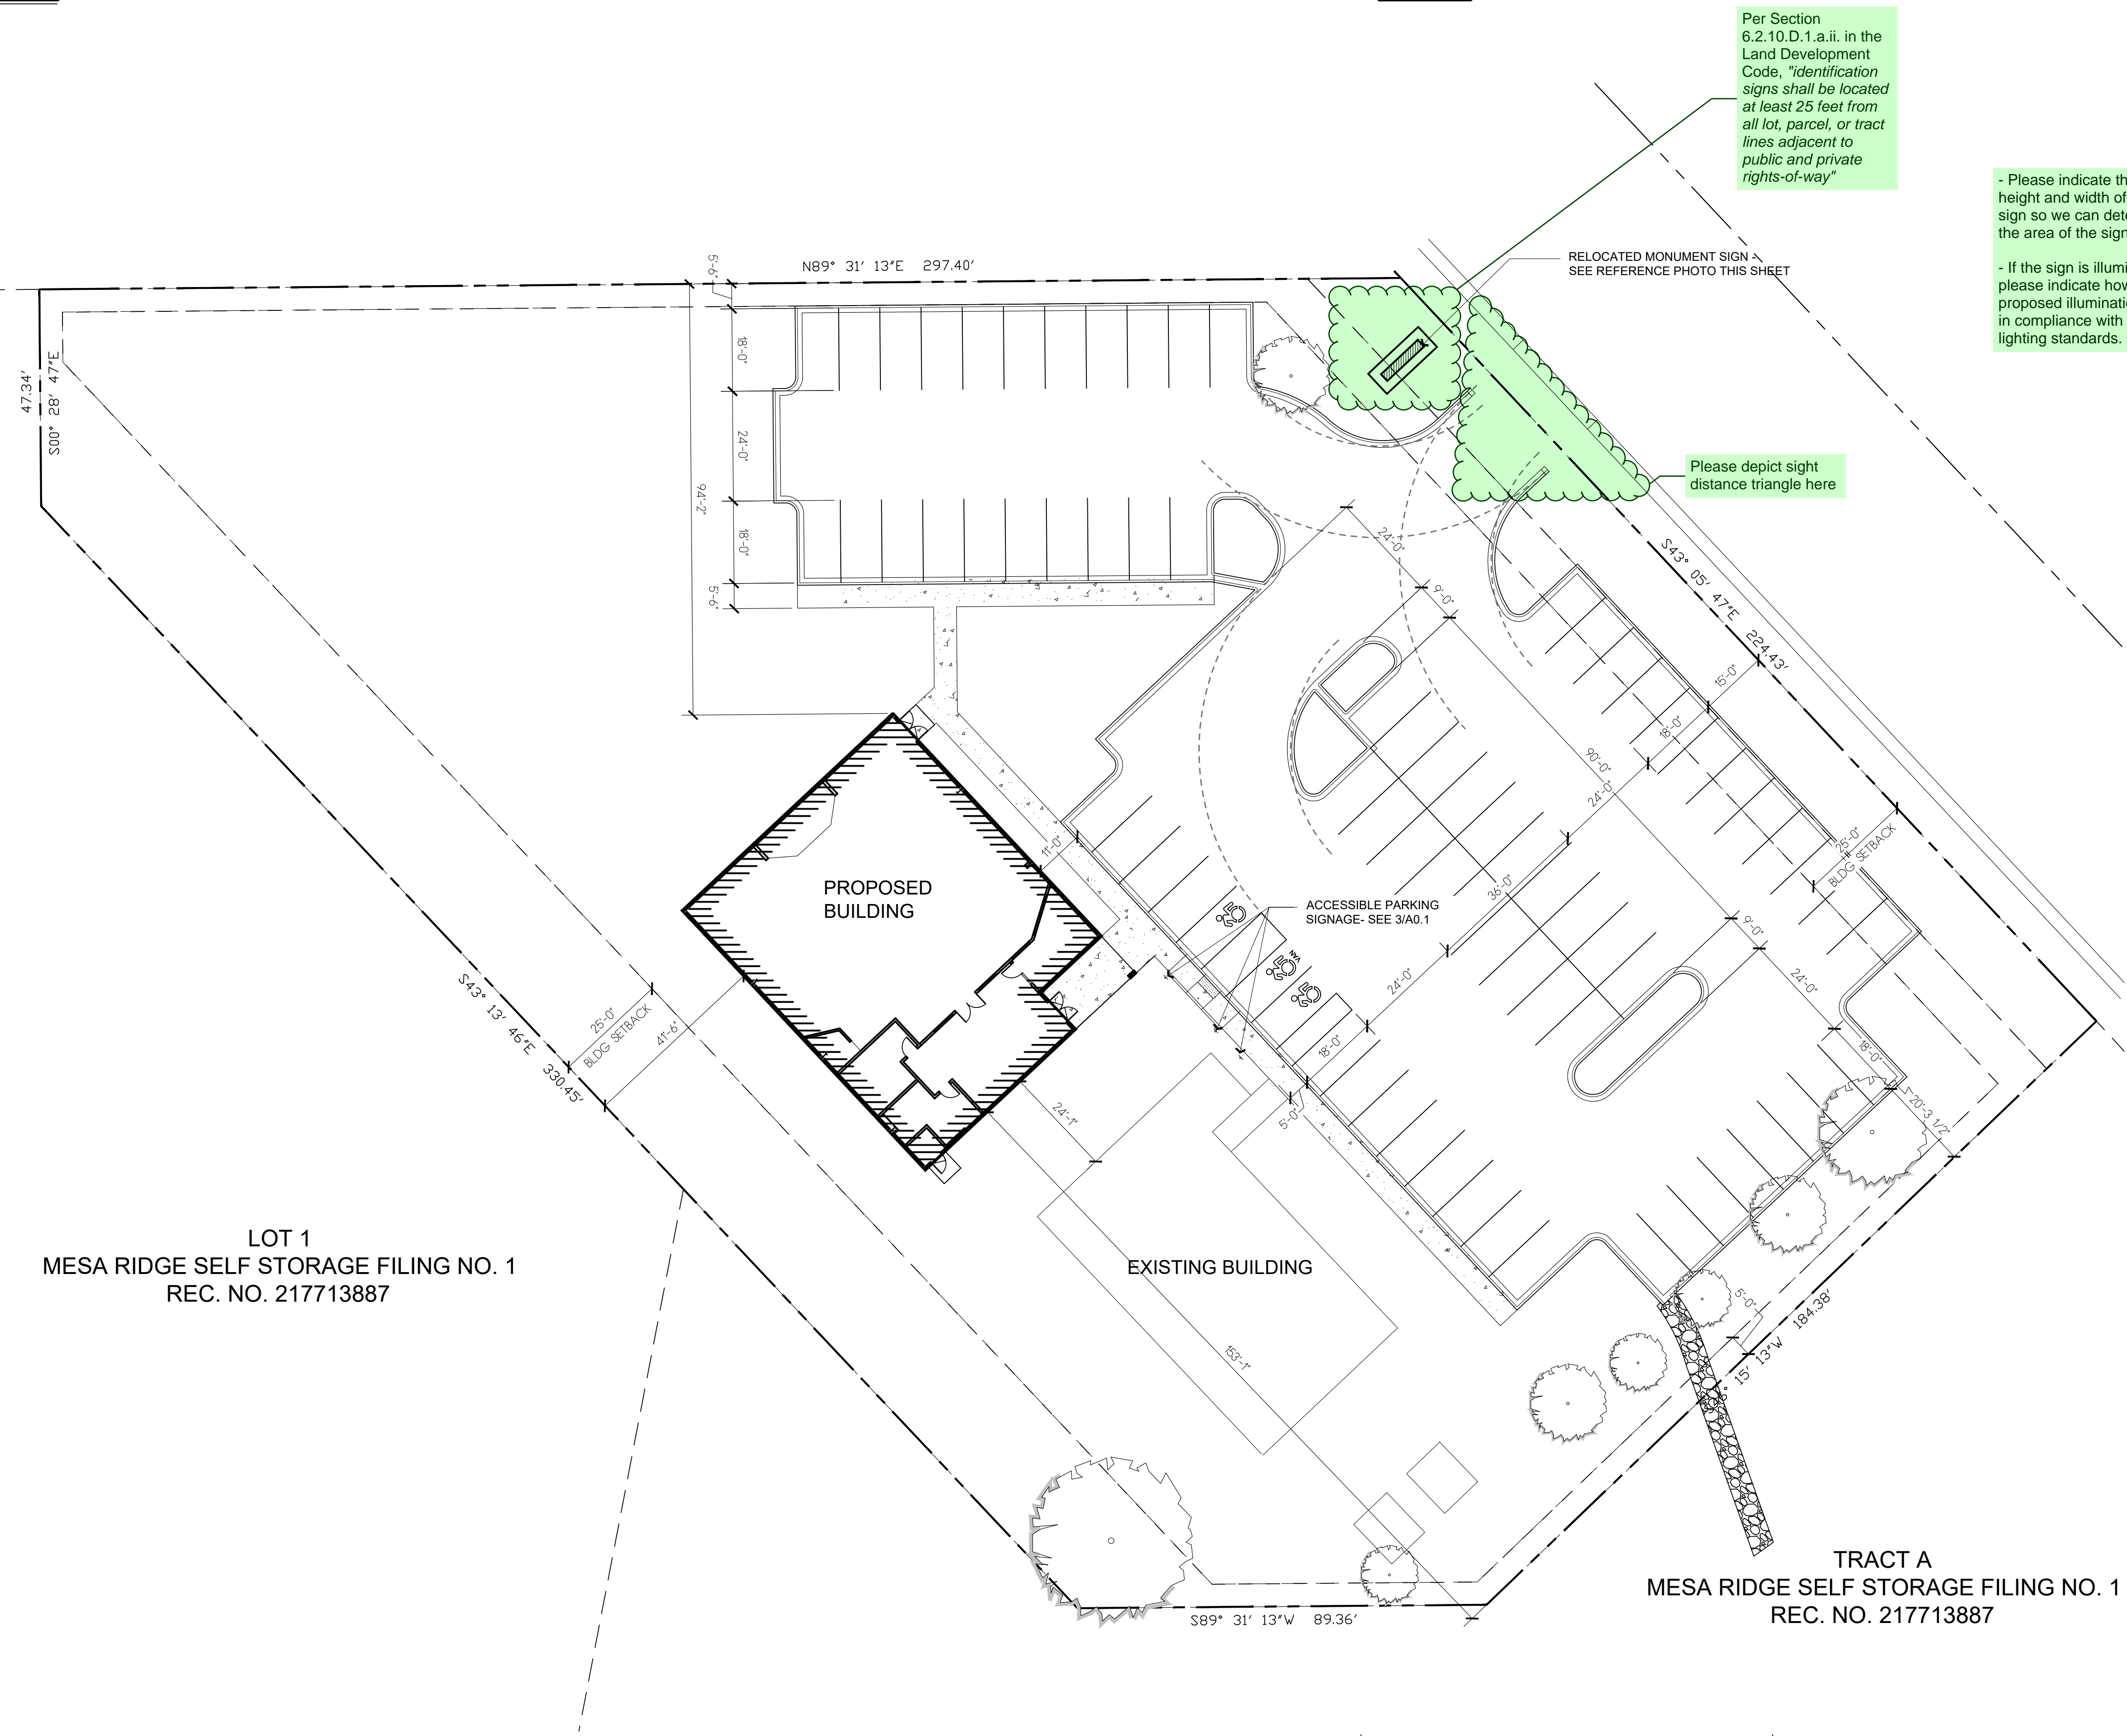 Per Section
6.2.10.D.1.a.ii. in the
Land Development
Code, "identification
signs shall be located
at least 25 feet from
all lot, parcel, or tract
lines adjacent to
public and private
rights-of-way"
- Please indicate th
height and width of
sign so we can det
the area of the sign
- If the sign is illumi
please indicate how
proposed illuminati
in compliance with
lighting standards.
RELOCATED MONUMENT SIGN -
SEE REFERENCE PHOTO THIS SHEET
N89° 31' 13"E 297.40'
5'-6"
47.34'
S00° 28' 47"E
18'-0"
24'-0"
94'-2"
18'-0"
5'-6"
Please depict sight
distance triangle here
S43° 05' 47"E 224.43'
24'-0"
9'-0"
15'-0"
18'-0"
90'-0"
24'-0"
25'-0"
BLDG SETBACK
11'-0"
36'-0"
PROPOSED
BUILDING
ACCESSIBLE PARKING
SIGNAGE- SEE 3/A0.1
VAN
9'-0"
24'-0"
24'-0"
18'-0"
18'-0"
20'-3 1/2"
S43° 13' 46"E 330.45'
25'-0"
BLDG SETBACK
41'-6"
24'-1"
5'-0"
EXISTING BUILDING
153'-1"
5'-0"
15' 13"W 184.38'
LOT 1
MESA RIDGE SELF STORAGE FILING NO. 1
REC. NO. 217713887
S89° 31' 13"W 89.36'
TRACT A
MESA RIDGE SELF STORAGE FILING NO. 1
REC. NO. 217713887